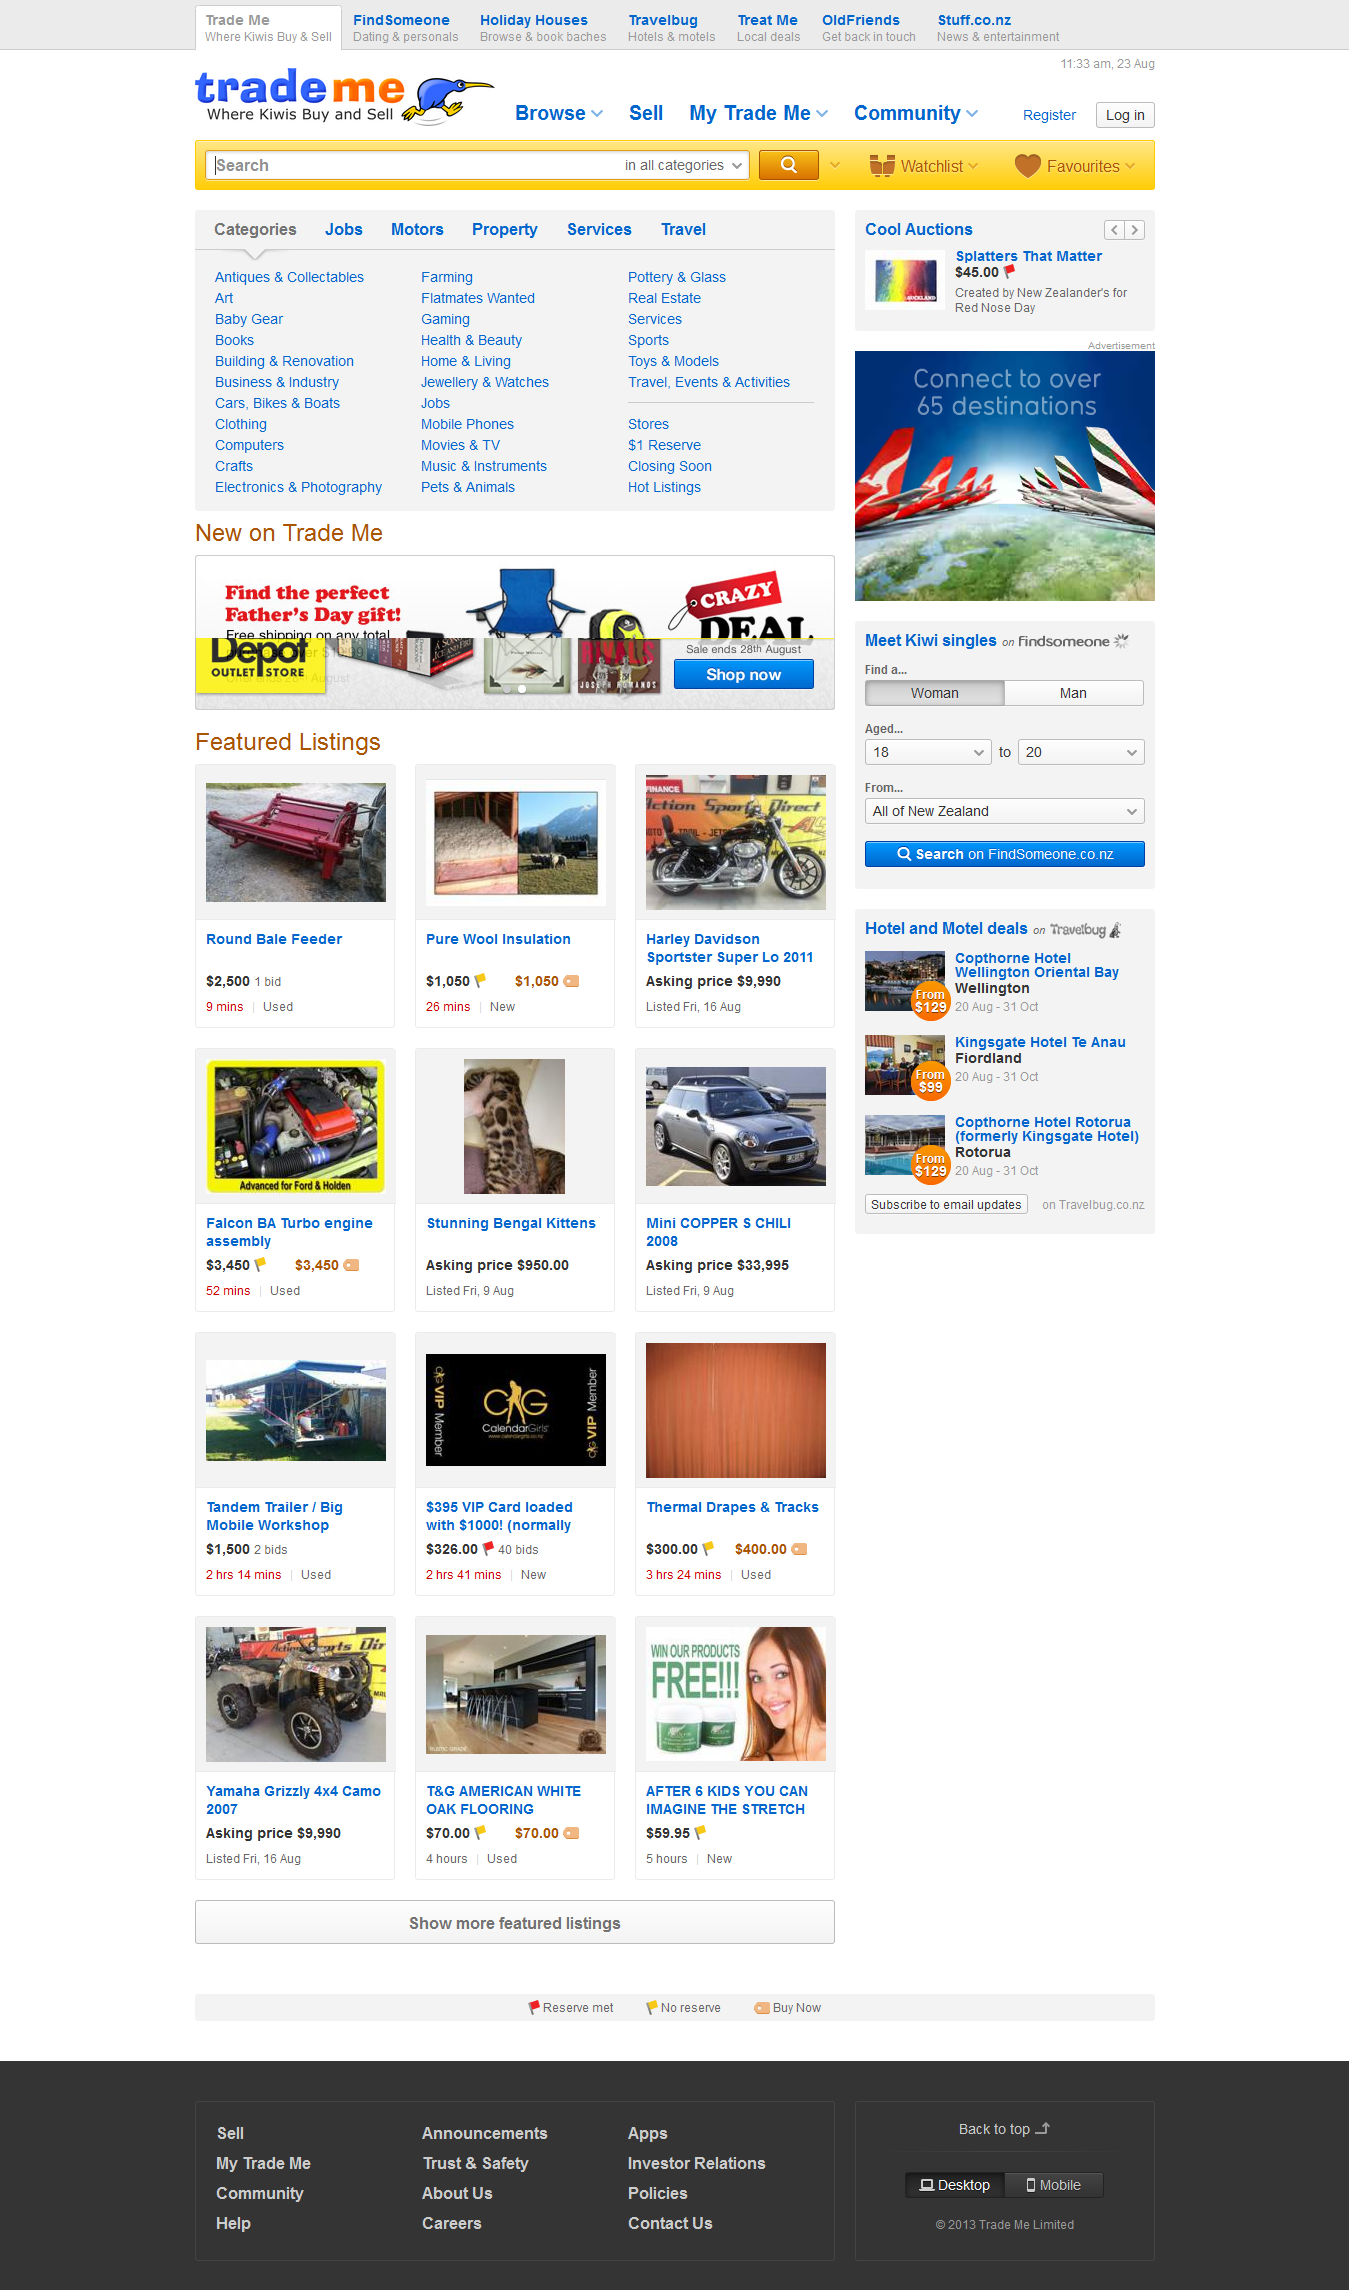 Trade Me
Where Kiwis Buy & Sell
FindSomeone
Dating & personals
Holiday Houses
Browse & book baches
Travelbug
Hotels & motels
Treat Me
Local deals
OldFriends
Get back in touch
Stuff.co.nz
News & entertainment
11:33 am, 23 Aug
trademe
Where Kiwis Buy and Sell
Browse
Sell
My Trade Me
Community
Register
Log in
Search
in all categories
Watchlist
Favourites
Categories
Jobs
Motors
Property
Services
Travel
Antiques & Collectables
Art
Baby Gear
Books
Building & Renovation
Business & Industry
Cars, Bikes & Boats
Clothing
Computers
Crafts
Electronics & Photography
Farming
Flatmates Wanted
Gaming
Health & Beauty
Home & Living
Jewellery & Watches
Jobs
Mobile Phones
Movies & TV
Music & Instruments
Pets & Animals
Pottery & Glass
Real Estate
Services
Sports
Toys & Models
Travel, Events & Activities
Stores
$1 Reserve
Closing Soon
Hot Listings
Cool Auctions
Splatters That Matter
$45.00
Created by New Zealander's for
Red Nose Day
Advertisement
Connect to over
65 destinations
New on Trade Me
Find the perfect
Father's Day gift!
Free shipping on any total
Depot
OUTLET STORE
CRAZY
DEAL
Sale ends 28th August
Shop now
Meet Kiwi singles on findsomeone
Find a...
Woman
Man
Aged...
18
to
20
From...
All of New Zealand
Search on FindSomeone.co.nz
Featured Listings
FINANCE
Action Sports Direct
Round Bale Feeder
$2,500 1 bid
9 mins | Used
Pure Wool Insulation
$1,050 $1,050
26 mins | New
Harley Davidson
Sportster Super Lo 2011
Asking price $9,990
Listed Fri, 16 Aug
Hotel and Motel deals on Travelbug
From
$129
Copthorne Hotel
Wellington Oriental Bay
Wellington
20 Aug - 31 Oct
From
$99
Kingsgate Hotel Te Anau
Fiordland
20 Aug - 31 Oct
From
$129
Copthorne Hotel Rotorua
(formerly Kingsgate Hotel)
Rotorua
20 Aug - 31 Oct
Subscribe to email updates
on Travelbug.co.nz
Advanced for Ford & Holden
Falcon BA Turbo engine
assembly
$3,450 $3,450
52 mins | Used
Stunning Bengal Kittens
Asking price $950.00
Listed Fri, 9 Aug
Mini COPPER S CHILI
2008
Asking price $33,995
Listed Fri, 9 Aug
CG VIP Member
CG
CalendarGirls
www.calendargirls.co.nz
CG VIP Member
Tandem Trailer / Big
Mobile Workshop
$1,500 2 bids
2 hrs 14 mins | Used
$395 VIP Card loaded
with $1000! (normally
$326.00 40 bids
2 hrs 41 mins | New
Thermal Drapes & Tracks
$300.00 $400.00
3 hrs 24 mins | Used
WIN OUR PRODUCTS
FREE!!!
Yamaha Grizzly 4x4 Camo
2007
Asking price $9,990
Listed Fri, 16 Aug
T&G AMERICAN WHITE
OAK FLOORING
$70.00 $70.00
4 hours | Used
AFTER 6 KIDS YOU CAN
IMAGINE THE STRETCH
$59.95
5 hours | New
Show more featured listings
Reserve met
No reserve
Buy Now
Sell
My Trade Me
Community
Help
Announcements
Trust & Safety
About Us
Careers
Apps
Investor Relations
Policies
Contact Us
Back to top
Desktop
Mobile
© 2013 Trade Me Limited